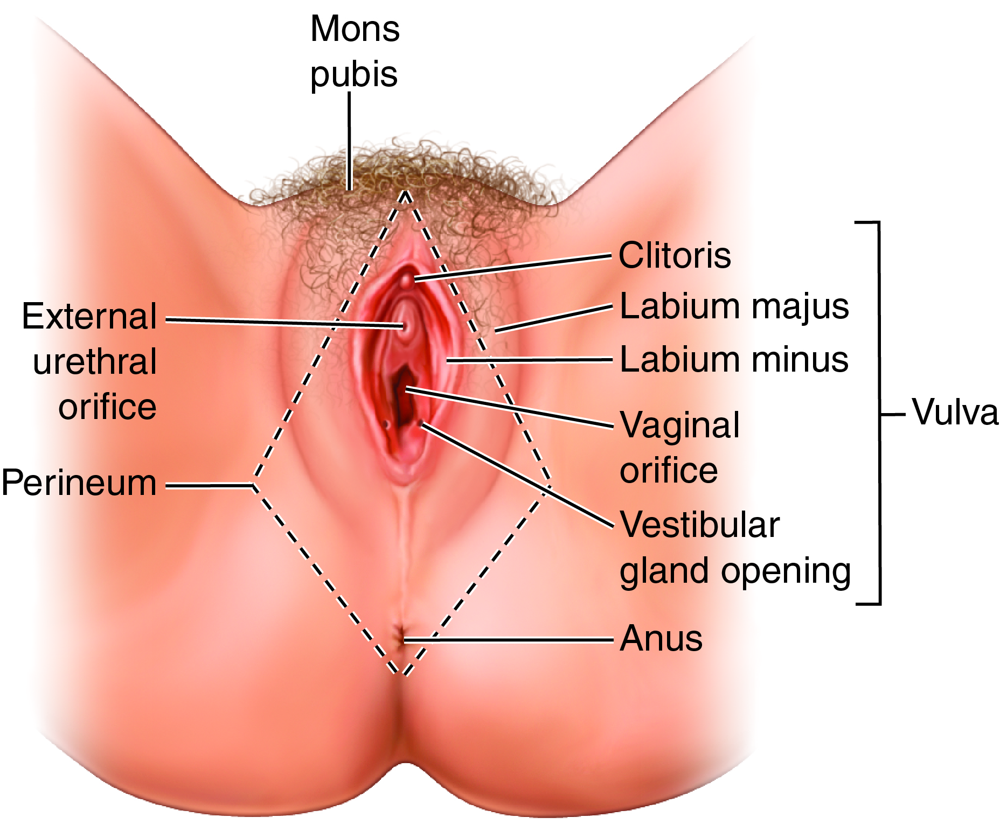 Mons
pubis
Clitoris
Labium majus
External
urethral
orifice
Labium minus
Vaginal
orifice
Vulva
Perineum
Vestibular
gland opening
Anus